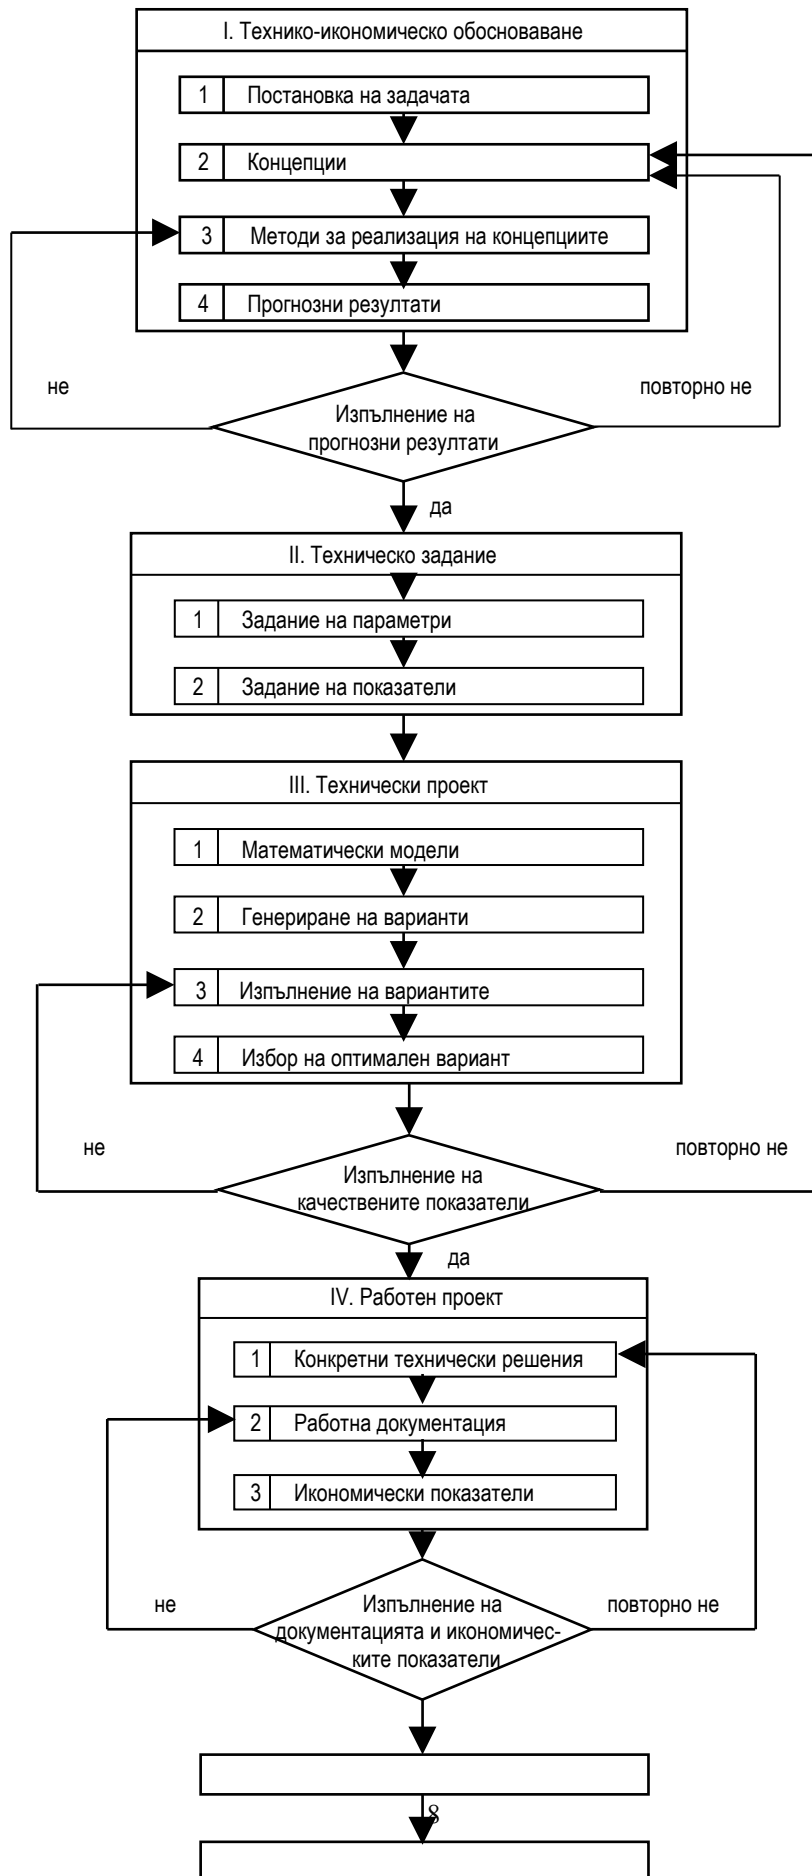 I. Технико-икономическо обосноваване
1 Постановка на задачата
2 Концепции
3 Методи за реализация на концепциите
4 Прогнозни резултати
не
повторно не
Изпълнение на
прогнозни резултати
да
II. Техническо задание
1 Задание на параметри
2 Задание на показатели
III. Технически проект
1 Математически модели
2 Генериране на варианти
3 Изпълнение на вариантите
4 Избор на оптимален вариант
не
повторно не
Изпълнение на
качествените показатели
да
IV. Работен проект
1 Конкретни технически решения
2 Работна документация
3 Икономически показатели
не
повторно не
Изпълнение на
документацията и икономичес-
ките показатели
8